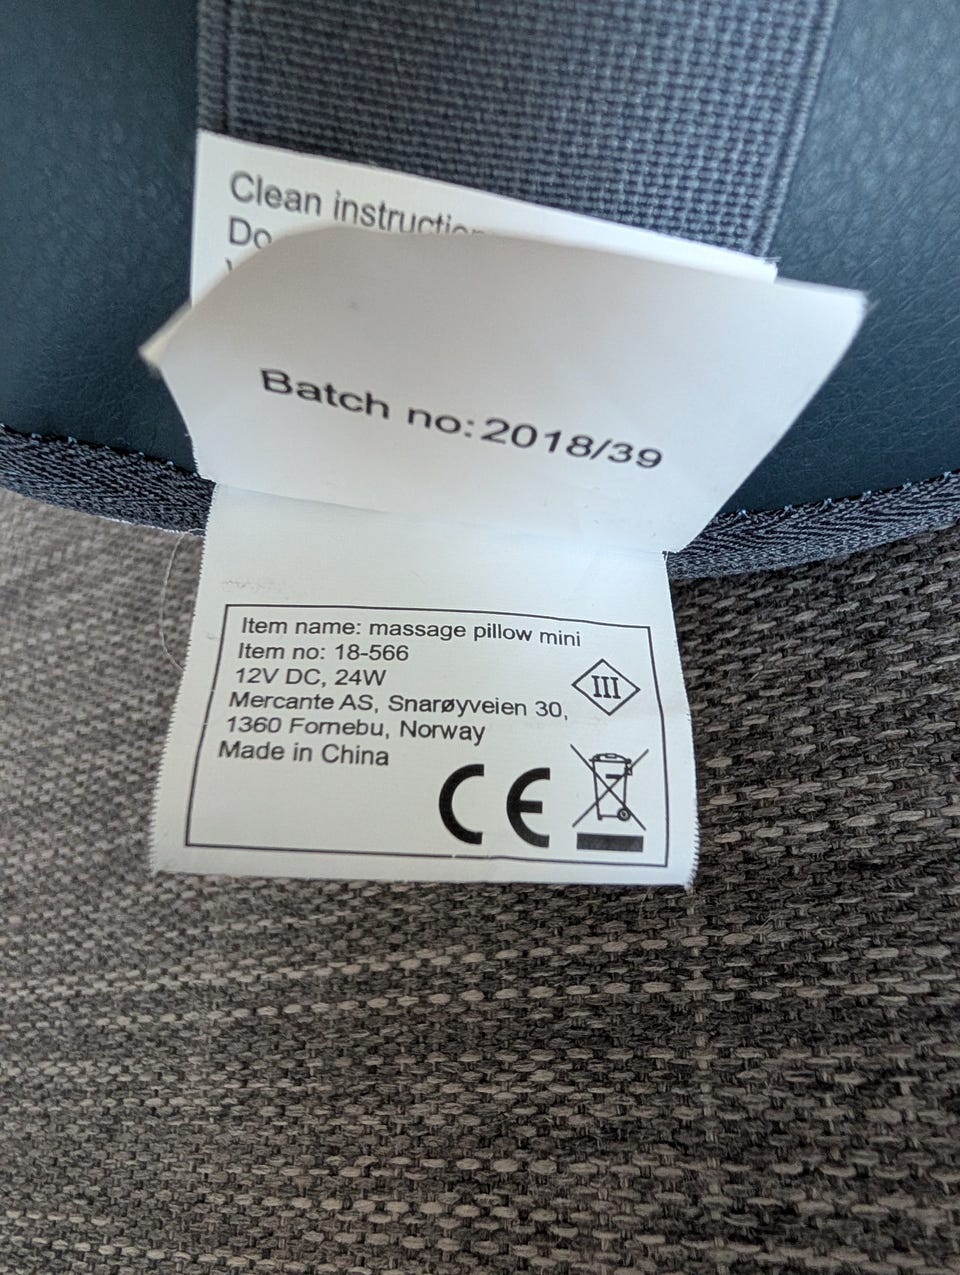 Clean instruction
Do
Batch no: 2018/39
Item name: massage pillow mini
Item no: 18-566
12V DC, 24W
III
Mercante AS, Snarøyveien 30,
1360 Fornebu, Norway
Made in China
CE